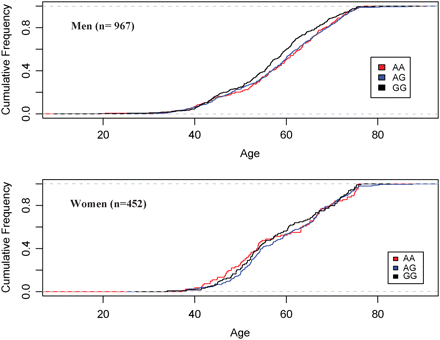 Men (n= 967)
Cumulative Frequency
0.8
0.4
0.0
AA
AG
GG
20 40 60 80
Age
Women (n=452)
Cumulative Frequency
0.8
0.4
0
AA
AG
GG
20 40 60 80
Age